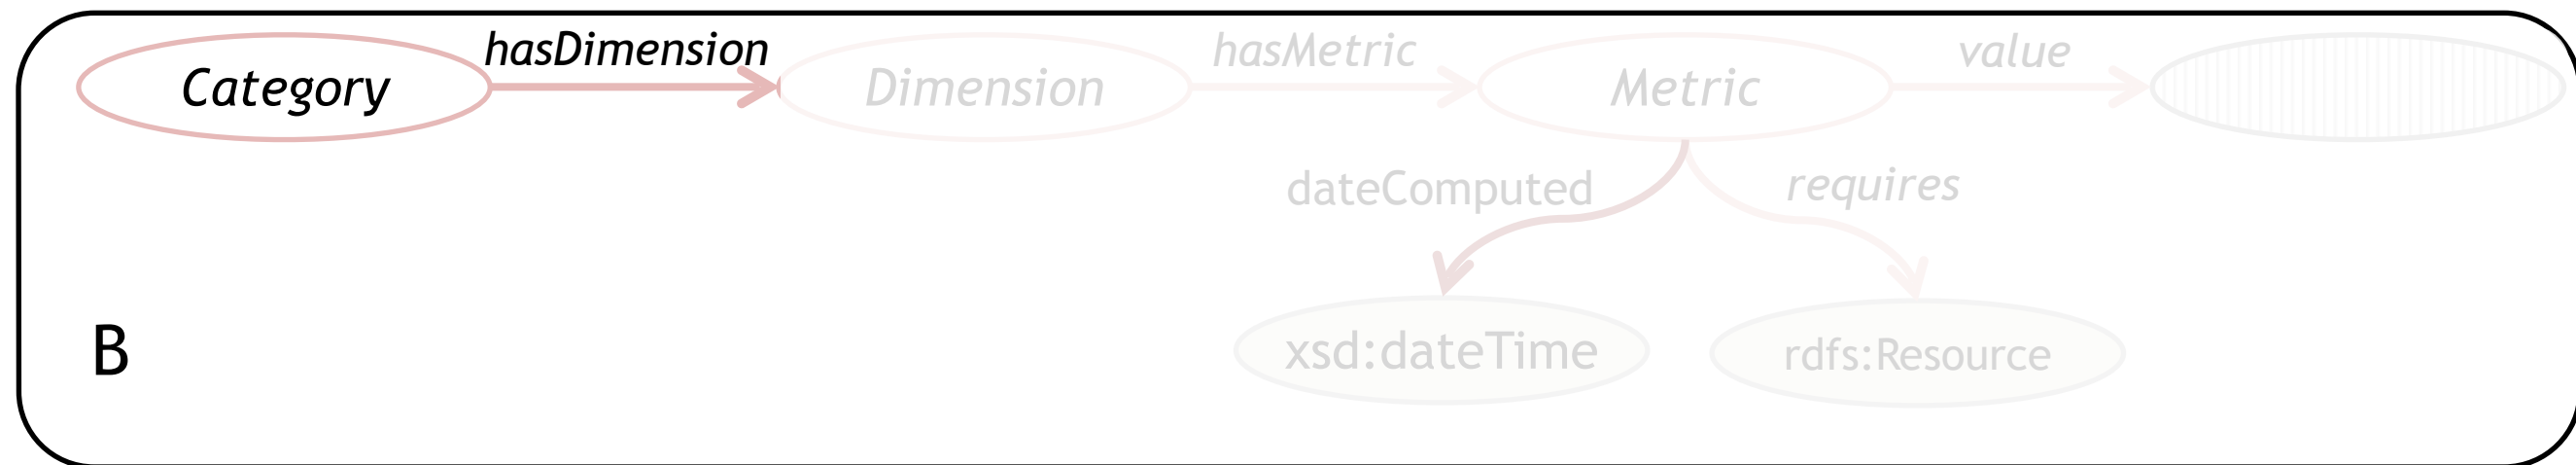 hasDimension
hasMetric
value
Category
Dimension
Metric
dateComputed
requires
B
xsd:dateTime
rdfs:Resource